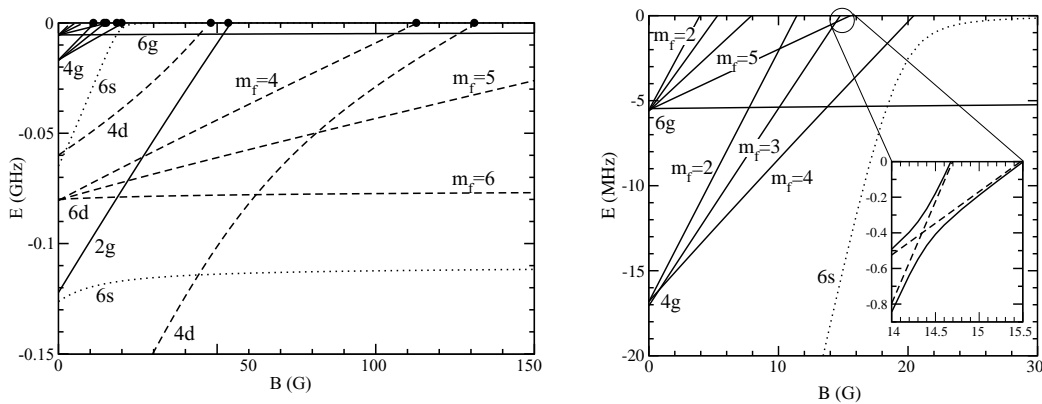 0
-0.05
-0.1
-0.15
E (GHz)
0
50
100
150
B (G)
6g
4g
6s
4d
6d
2g
6s
4d
m_f=4
m_f=5
m_f=6
0
-5
-10
-15
-20
E (MHz)
0
10
20
30
B (G)
m_f=2
m_f=5
6g
m_f=3
m_f=2
m_f=4
4g
6s
0
-0.2
-0.4
-0.6
-0.8
14
14.5
15
15.5